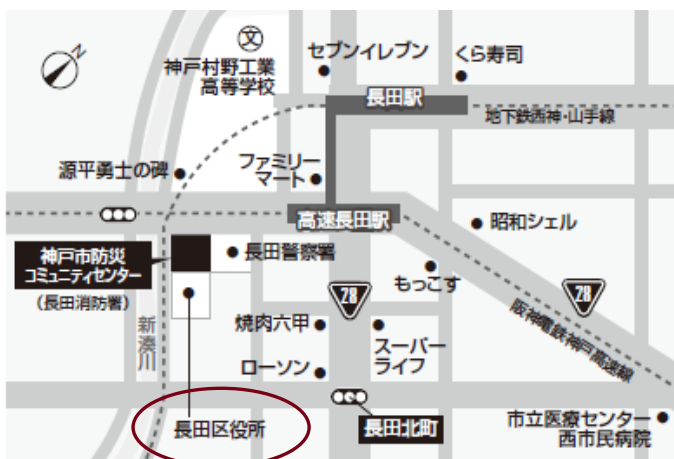 N
文
神戸村野工業
高等学校
セブンイレブン
くら寿司
長田駅
地下鉄西神・山手線
源平勇士の碑
ファミリー
マート
高速長田駅
昭和シェル
神戸市防災
コミュニティセンター
(長田消防署)
長田警察署
28
もっこす
28
阪神電鉄神戸高速線
新湊川
焼肉六甲
スーパー
ライフ
ローソン
長田北町
長田区役所
市立医療センター
西市民病院